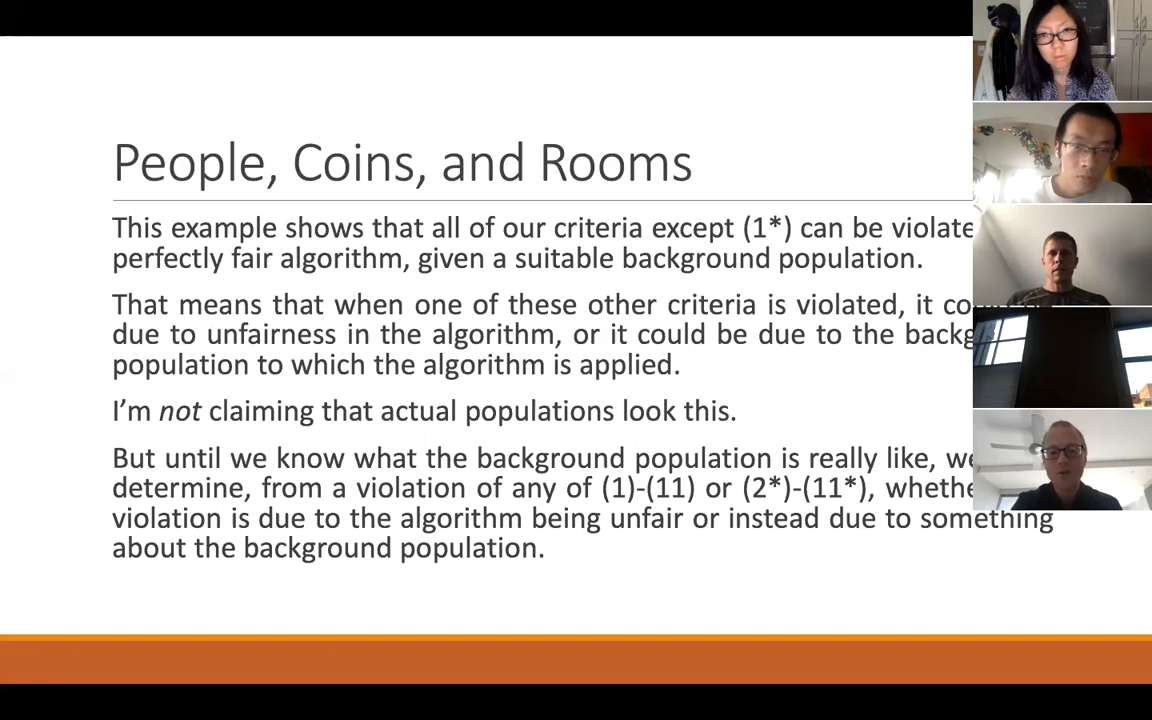 People, Coins, and Rooms
This example shows that all of our criteria except (1*) can be violate
perfectly fair algorithm, given a suitable background population.
That means that when one of these other criteria is violated, it
due to unfairness in the algorithm, or it could be due to the backg
population to which the algorithm is applied.
I'm not claiming that actual populations look this.
But until we know what the background population is really like, we
determine, from a violation of any of (1)-(11) or (2*)-(11*), whethe
violation is due to the algorithm being unfair or instead due to something
about the background population.